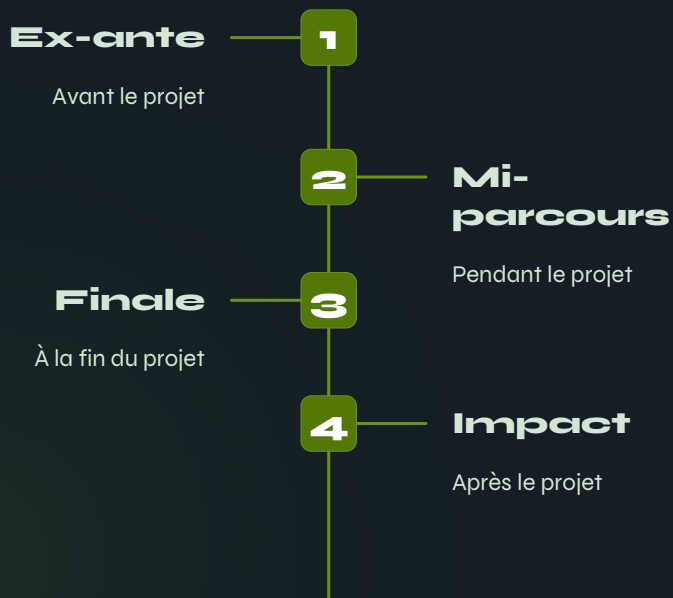 Ex-ante
1
Avant le projet
2
Mi-
parcours
Pendant le projet
Finale
3
À la fin du projet
4
Impact
Après le projet